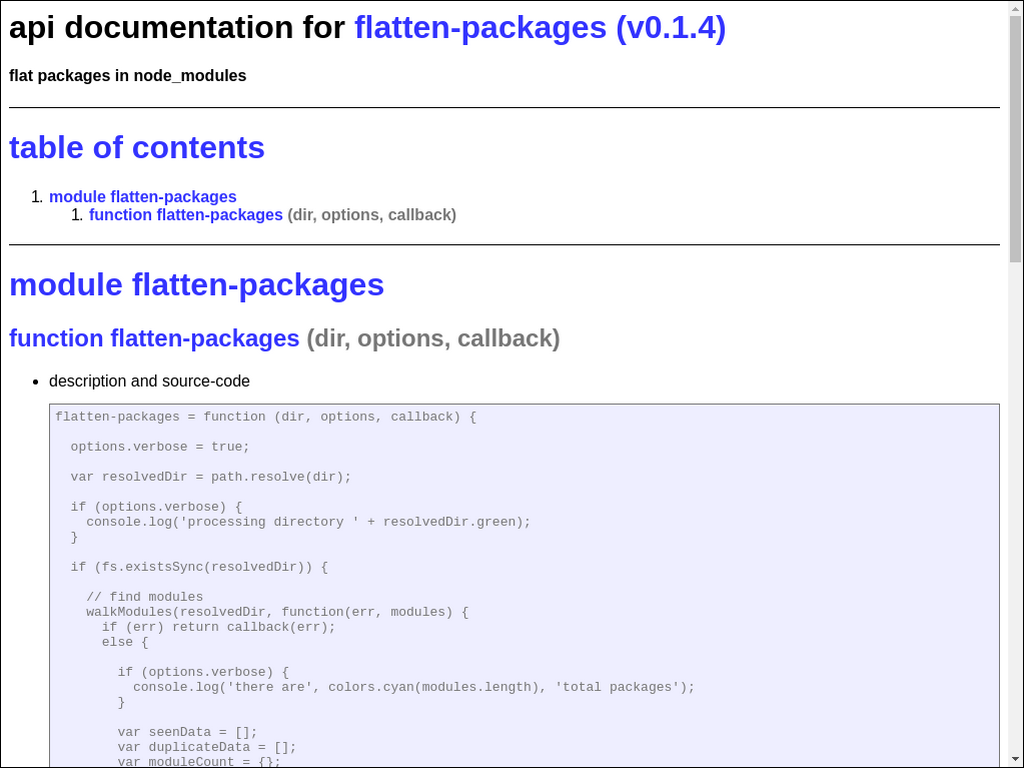 api documentation for flatten-packages (v0.1.4)
flat packages in node_modules
table of contents
1. module flatten-packages
1. function flatten-packages (dir, options, callback)
module flatten-packages
function flatten-packages (dir, options, callback)
• description and source-code
flatten-packages = function (dir, options, callback) {
options.verbose = true;
var resolvedDir = path.resolve(dir);
if (options.verbose) {
console.log('processing directory ' + resolvedDir.green);
}
if (fs.existsSync(resolvedDir)) {
// find modules
walkModules(resolvedDir, function(err, modules) {
if (err) return callback(err);
else {
if (options.verbose) {
console.log('there are', colors.cyan(modules.length), 'total packages');
}
var seenData = [];
var duplicateData = [];
var moduleCount = {};